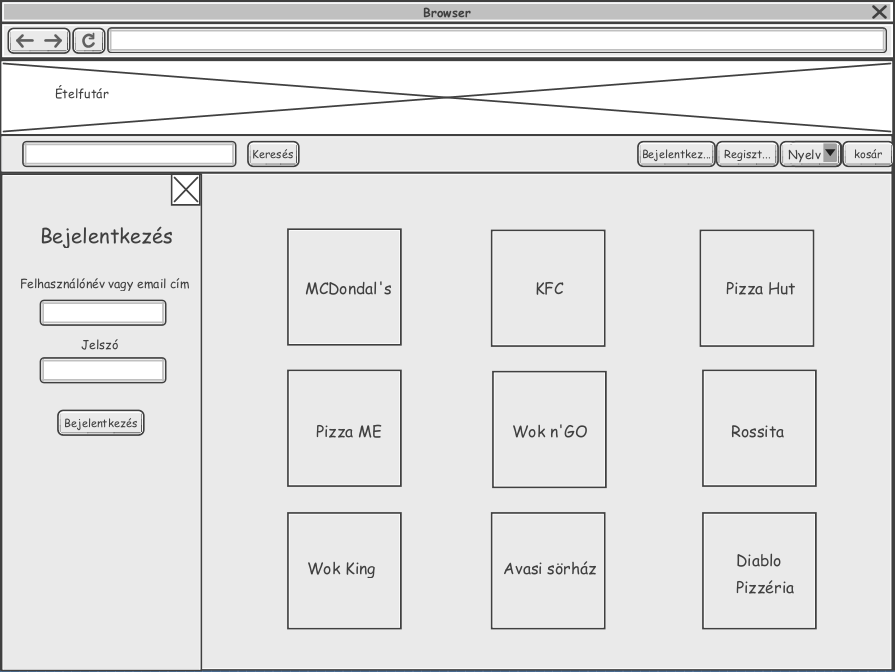 Browser
Ételfutár
Keresés
Bejelentkez...
Regiszt...
Nyelv
kosár
Bejelentkezés
Felhasználónév vagy email cím
Jelszó
Bejelentkezés
MCDondal's
KFC
Pizza Hut
Pizza ME
Wok n'GO
Rossita
Wok King
Avasi sörház
Diablo
Pizzéria